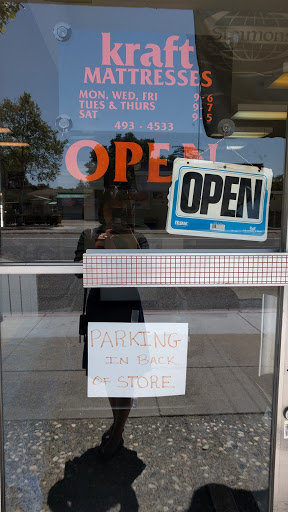 Simmons
kraft
MATTRESSES
MON, WED, FRI 9-6
TUES & THURS 9-7
SAT 9-5
493-4533
OPEN
OPEN
PARKING
IN BACK
OF STORE